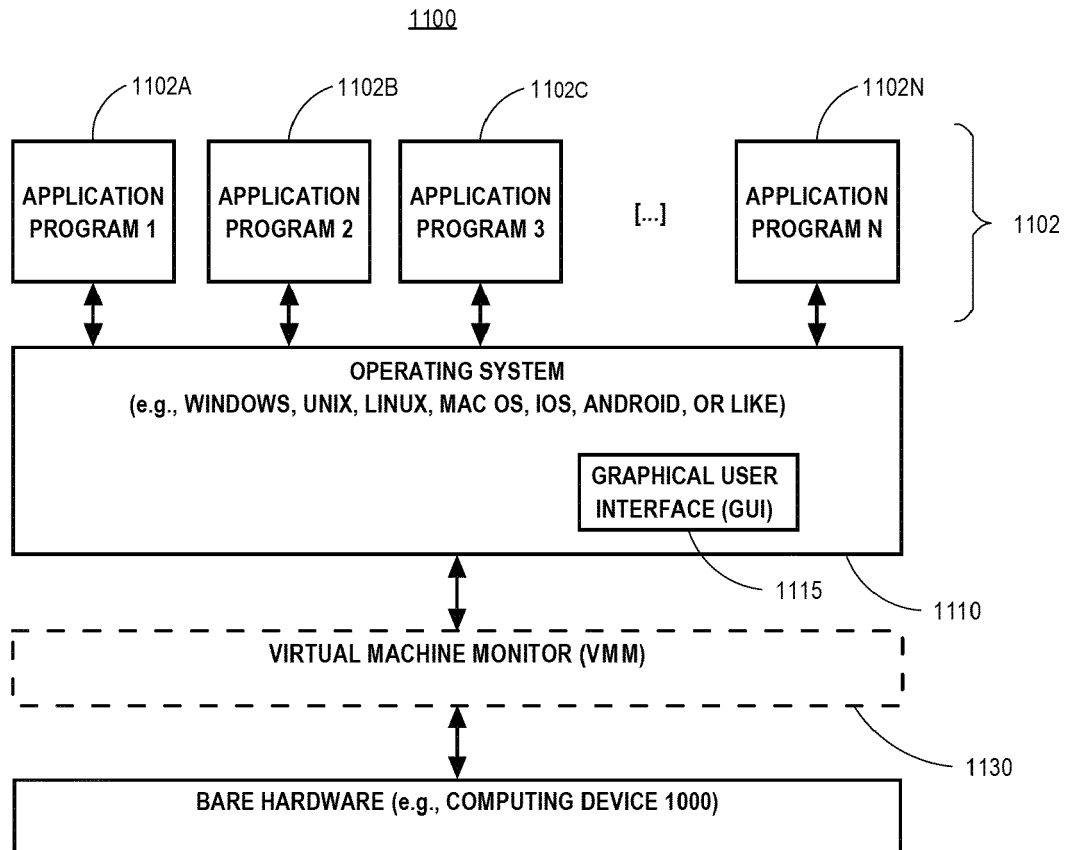 1100
1102A
1102B
1102C
1102N
APPLICATION
PROGRAM 1
APPLICATION
PROGRAM 2
APPLICATION
PROGRAM 3
[...]
APPLICATION
PROGRAM N
1102
OPERATING SYSTEM
(e.g., WINDOWS, UNIX, LINUX, MAC OS, IOS, ANDROID, OR LIKE)
GRAPHICAL USER
INTERFACE (GUI)
1115
1110
VIRTUAL MACHINE MONITOR (VMM)
1130
BARE HARDWARE (e.g., COMPUTING DEVICE 1000)